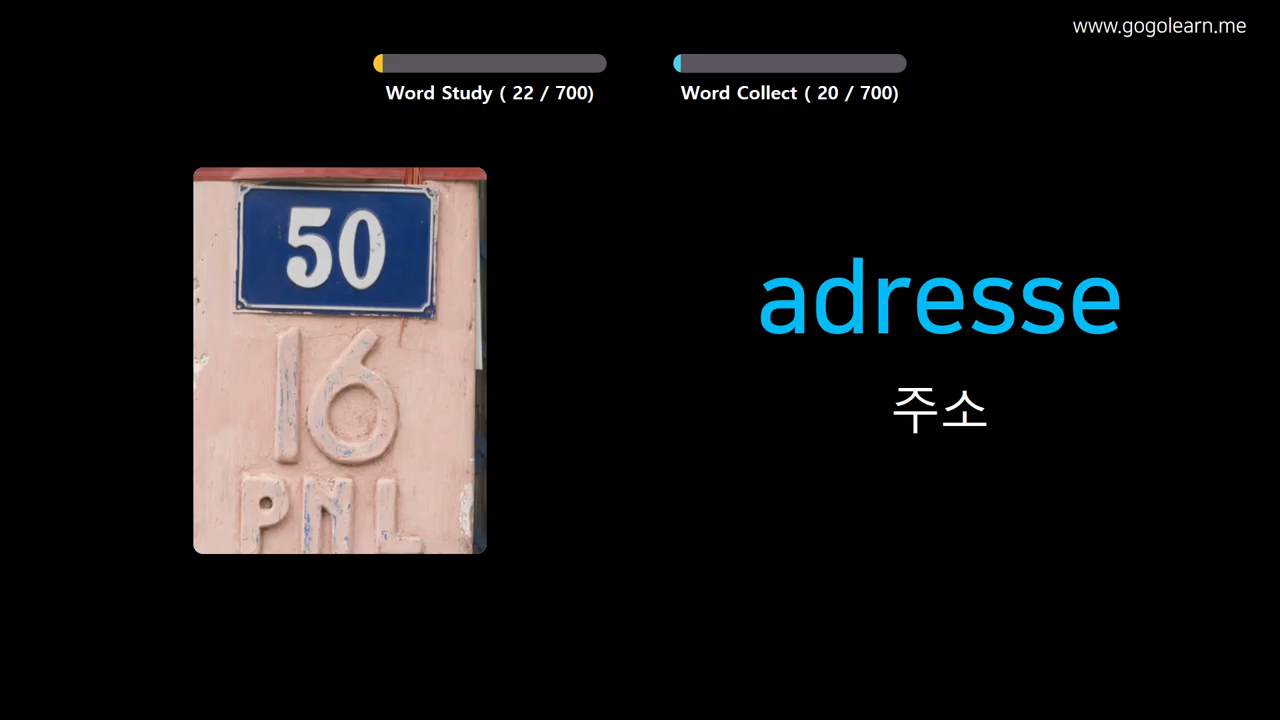 www.gogolearn.me
Word Study ( 22 / 700)
Word Collect ( 20 / 700)
50
16
PNL
adresse
주소